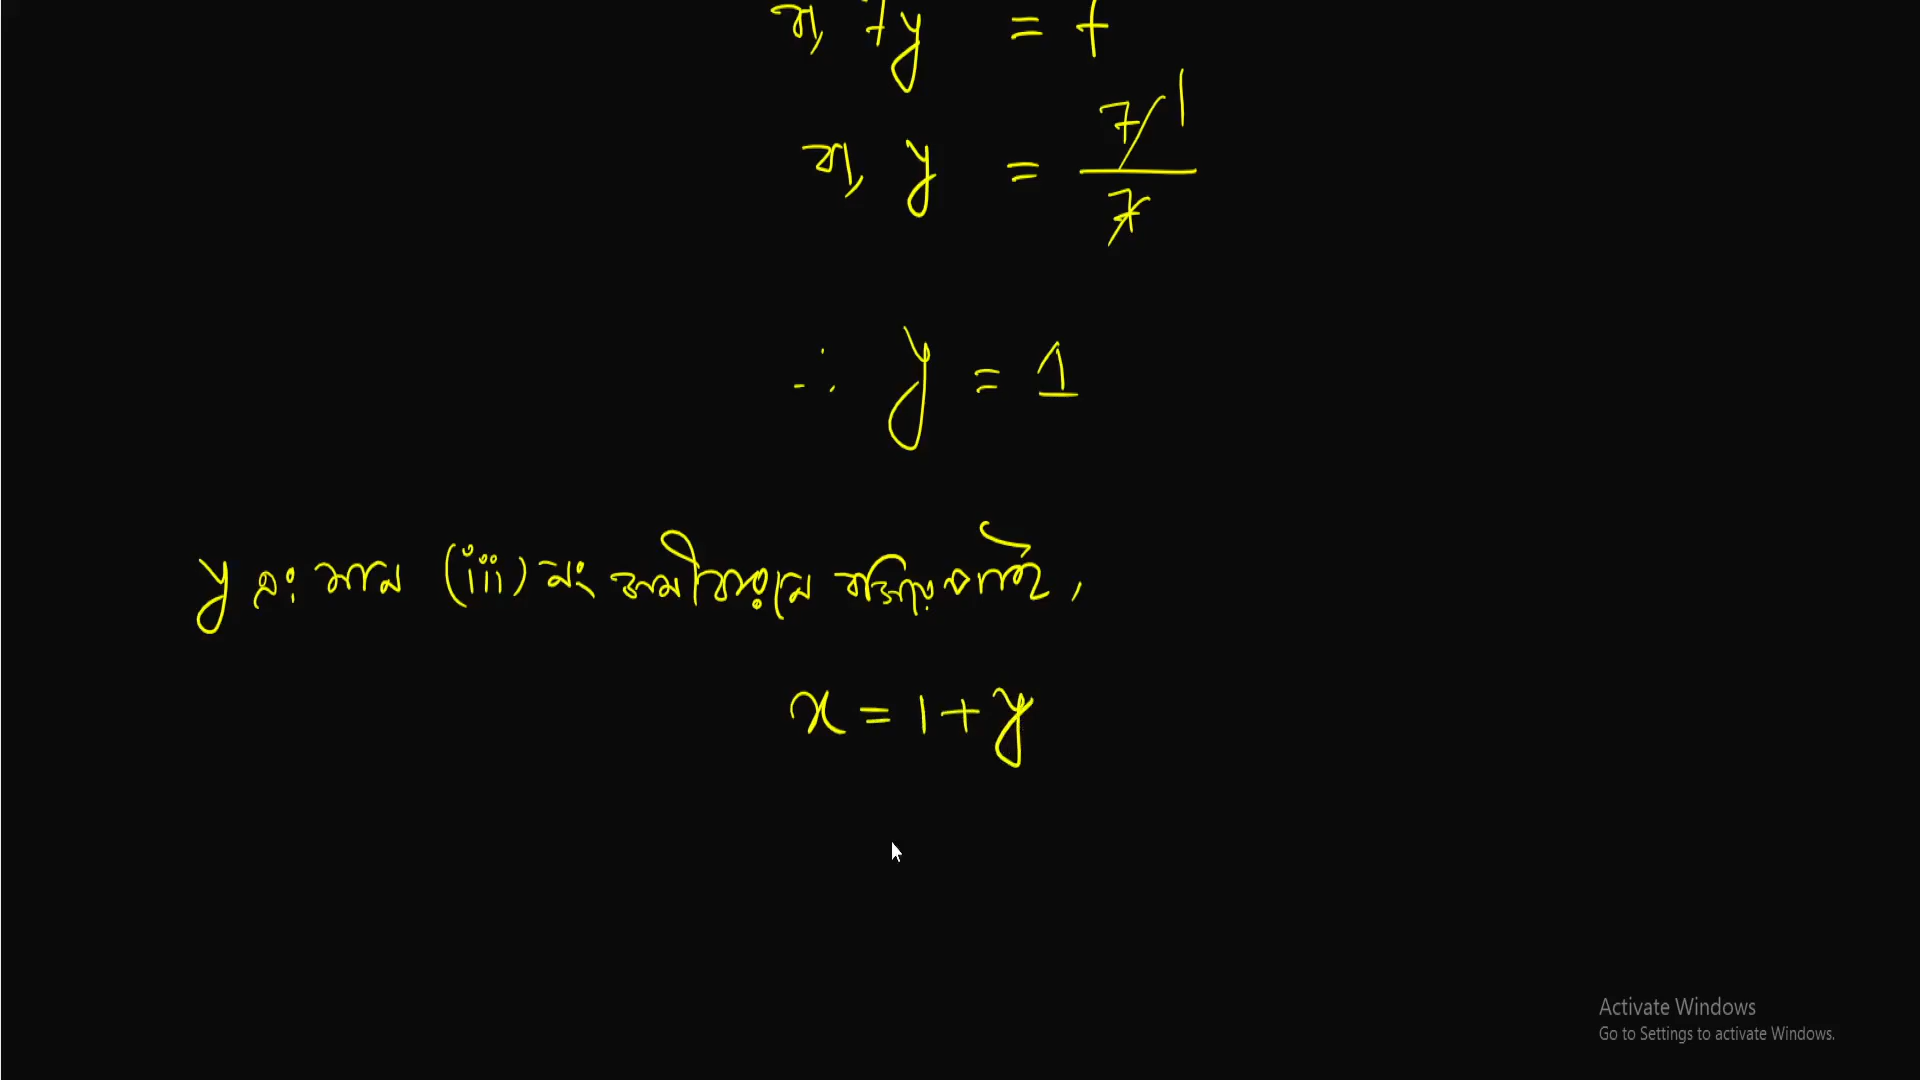 বা, 7y = 7
বা, y = 7/7 1
∴ y = 1
y এর মান (iii) নং সমীকরণে বসিয়ে পাই,
x = 1 + y
Activate Windows
Go to Settings to activate Windows.